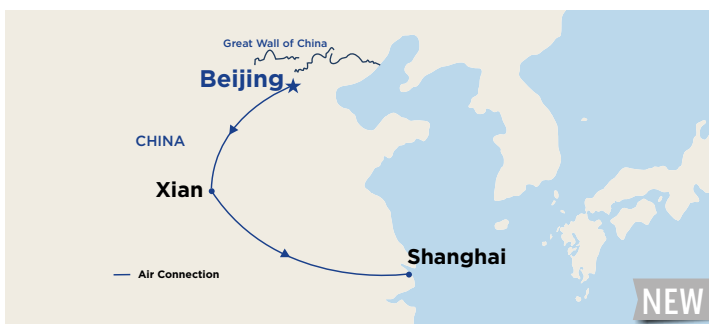 Great Wall of China
Beijing
CHINA
Xian
Shanghai
Air Connection
NEW